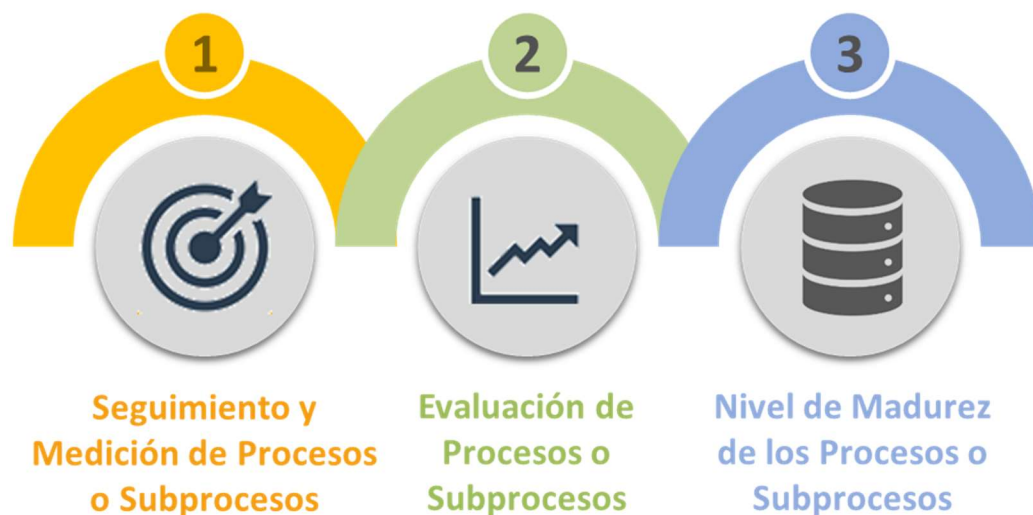 1
Seguimiento y
Medición de Procesos
o Subprocesos
2
Evaluación de
Procesos o
Subprocesos
3
Nivel de Madurez
de los Procesos o
Subprocesos